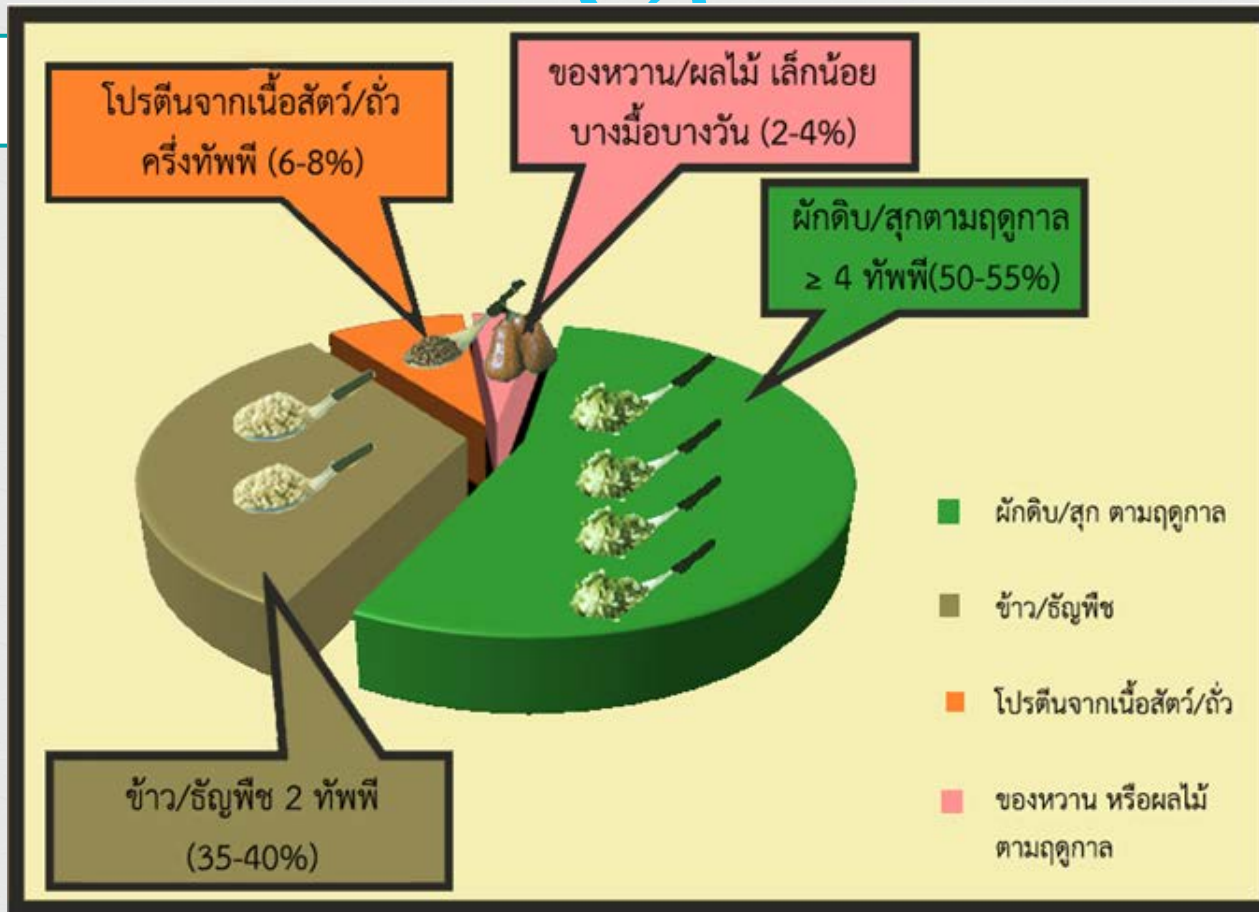 โปรตีนจากเนื้อสัตว์/ถั่ว
ครึ่งทัพพี (6-8%)
ของหวาน/ผลไม้ เล็กน้อย
บางมื้อบางวัน (2-4%)
ผักดิบ/สุกตามฤดูกาล
≥ 4 ทัพพี(50-55%)
ข้าว/ธัญพืช 2 ทัพพี
(35-40%)
ผักดิบ/สุก ตามฤดูกาล
ข้าว/ธัญพืช
โปรตีนจากเนื้อสัตว์/ถั่ว
ของหวาน หรือผลไม้
ตามฤดูกาล